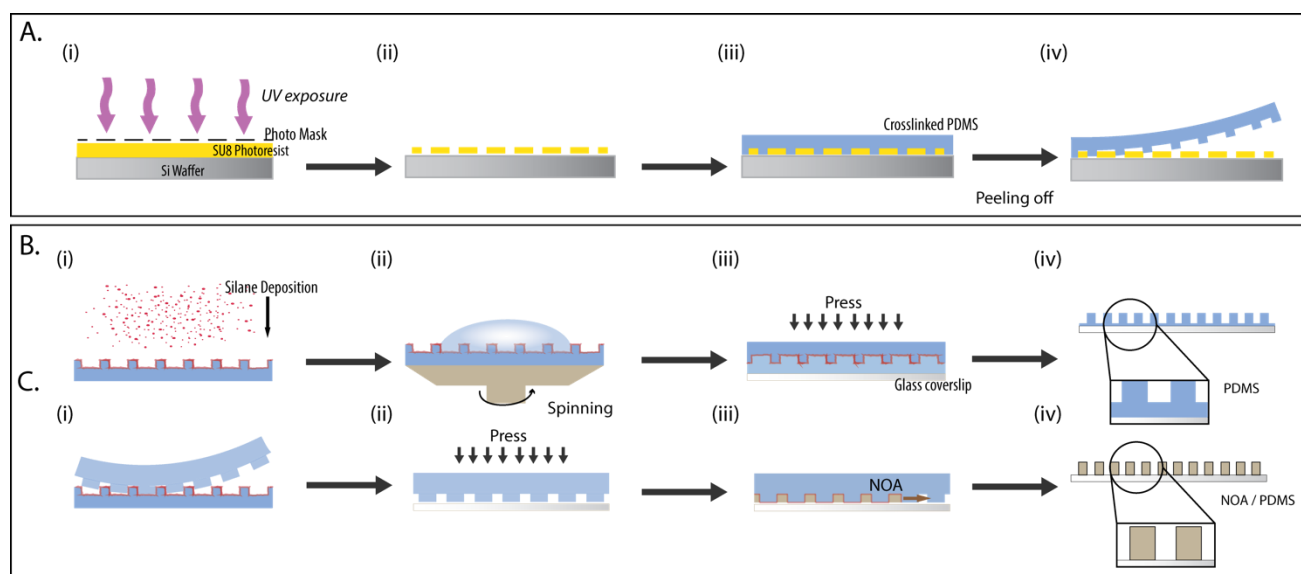 A.
(i)
(ii)
(iii)
(iv)
UV exposure
Photo Mask
SU8 Photoresist
Si Waffer
Crosslinked PDMS
Peeling off
B.
(i)
(ii)
(iii)
(iv)
Silane Deposition
Spinning
Press
Glass coverslip
PDMS
C.
(i)
(ii)
(iii)
(iv)
Press
NOA
NOA / PDMS